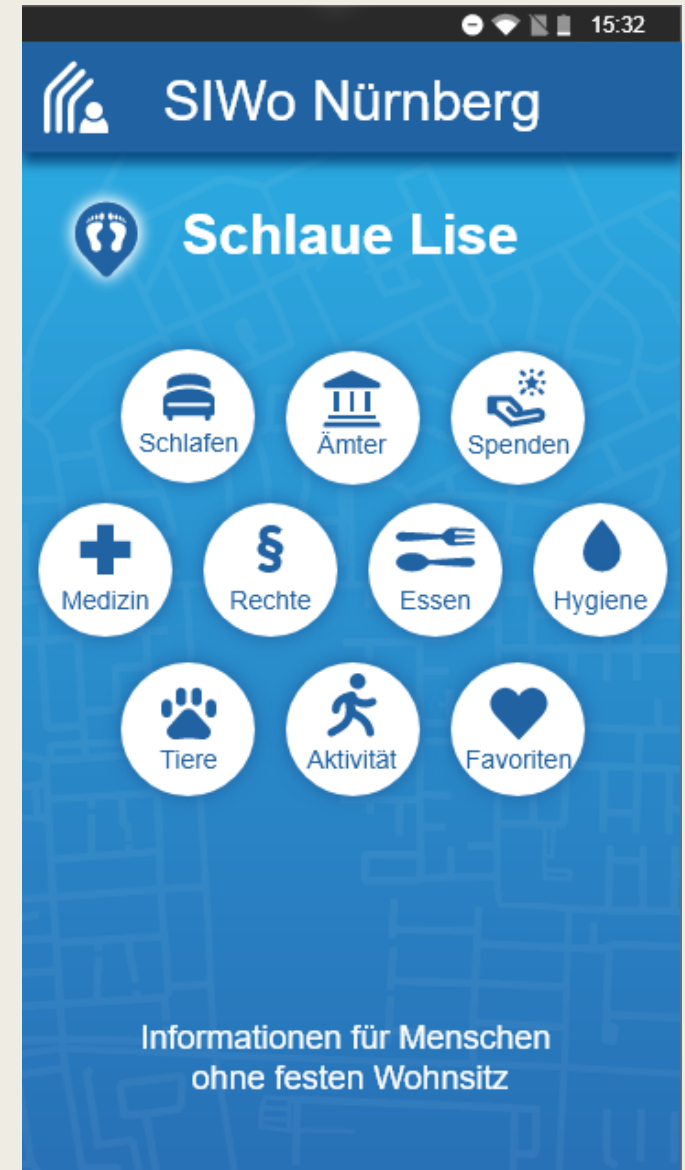 15:32
SIWo Nürnberg
Schlaue Lise
Schlafen Ämter Spenden
§
Medizin Rechte Essen Hygiene
Tiere Aktivität Favoriten
Informationen für Menschen
ohne festen Wohnsitz